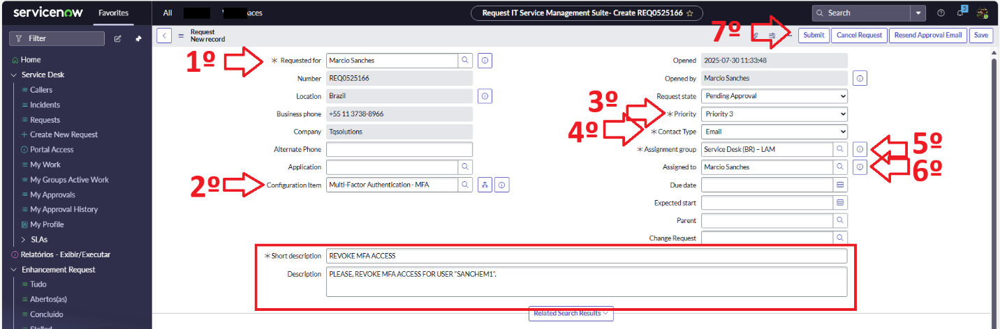 servicenow Favorites All aces Request IT Service Management Suite- Create REQ0525166 Search 5
Filter
Home
Service Desk
Callers
Incidents
Requests
Create New Request
Portal Access
My Work
My Groups Active Work
My Approvals
My Approval History
My Profile
SLAs
Relatórios - Exibir/Executar
Enhancement Request
Tudo
Abertos(as)
Concluido
Stalled
Request
New record
7º
Submit Cancel Request Resend Approval Email Save
1º
* Requested for Marcio Sanches
Number REQ0525166
Location Brazil
Business phone +55 11 3738-8966
Company Tqsolutions
Alternate Phone
Application
2º
Configuration Item Multi-Factor Authentication - MFA
Opened 2025-07-30 11:33:48
Opened by Marcio Sanches
Request state Pending Approval
3º
* Priority Priority 3
4º
* Contact Type Email
* Assignment group Service Desk (BR) – LAM
5º
Assigned to Marcio Sanches
6º
Due date
Expected start
Parent
Change Request
* Short description REVOKE MFA ACCESS
Description PLEASE, REVOKE MFA ACCESS FOR USER "SANCHEM1".
Related Search Results